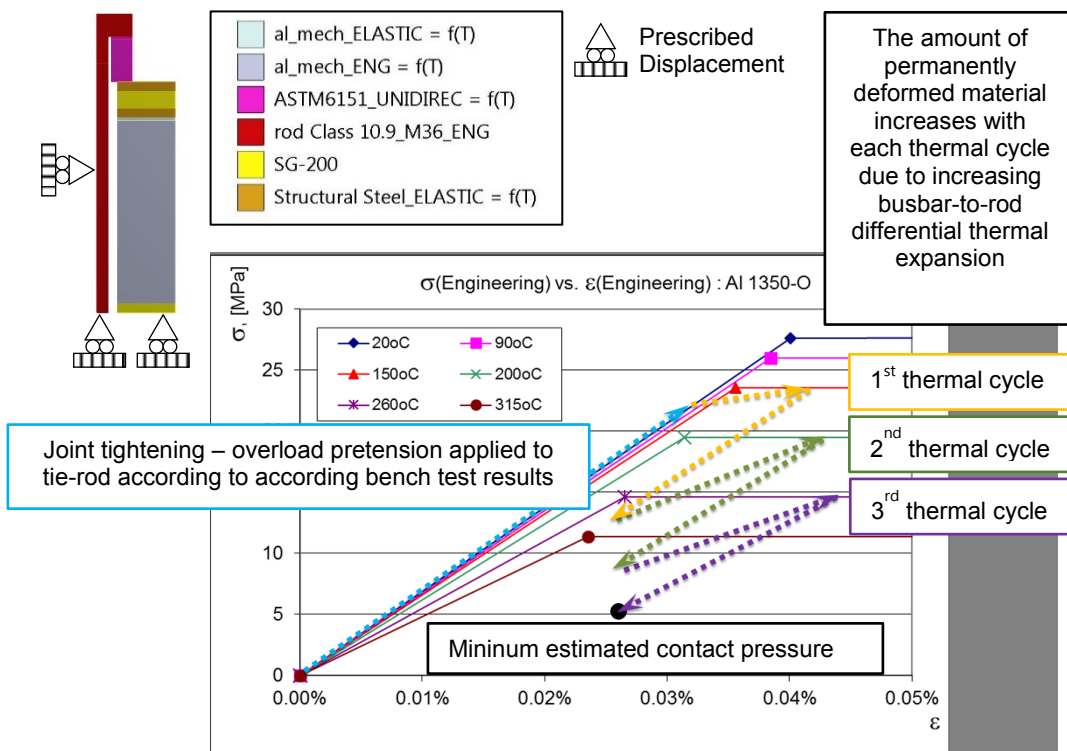 al_mech_ELASTIC = f(T)
al_mech_ENG = f(T)
ASTM6151_UNIDIREC = f(T)
rod Class 10.9_M36_ENG
SG-200
Structural Steel_ELASTIC = f(T)
Prescribed
Displacement
The amount of
permanently
deformed material
increases with
each thermal cycle
due to increasing
busbar-to-rod
differential thermal
expansion
σ(Engineering) vs. ε(Engineering) : Al 1350-O
σ, [MPa]
30
25
10
5
0
20oC
90oC
150oC
200oC
260oC
315oC
1st thermal cycle
2nd thermal cycle
3rd thermal cycle
Joint tightening – overload pretension applied to
tie-rod according to according bench test results
Mininum estimated contact pressure
0.00%
0.01%
0.02%
0.03%
0.04%
0.05%
ε